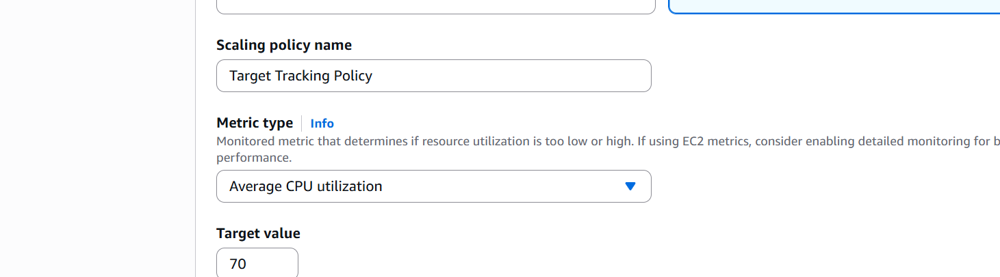 Scaling policy name
Target Tracking Policy
Metric type Info
Monitored metric that determines if resource utilization is too low or high. If using EC2 metrics, consider enabling detailed monitoring for
performance.
Average CPU utilization
Target value
70